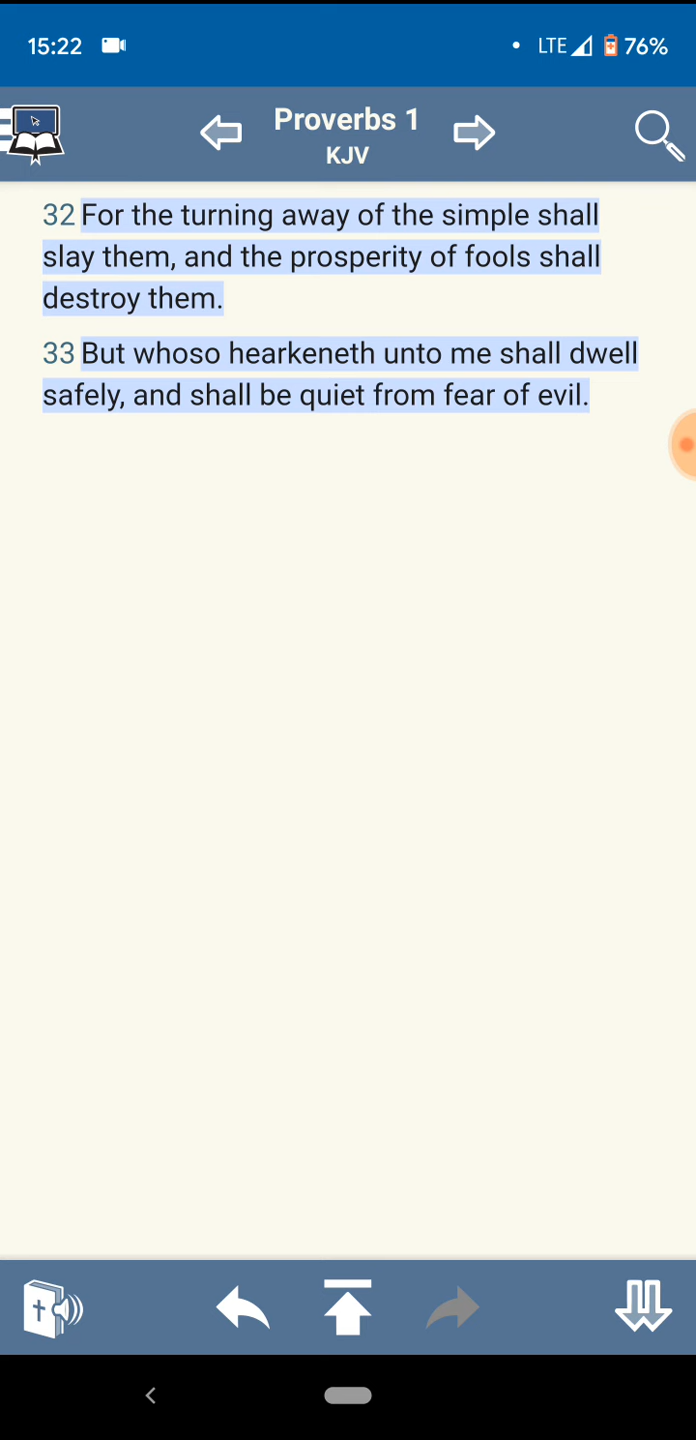 15:22 LTE 76%
Proverbs 1
KJV
32 For the turning away of the simple shall
slay them, and the prosperity of fools shall
destroy them.
33 But whoso hearkeneth unto me shall dwell
safely, and shall be quiet from fear of evil.